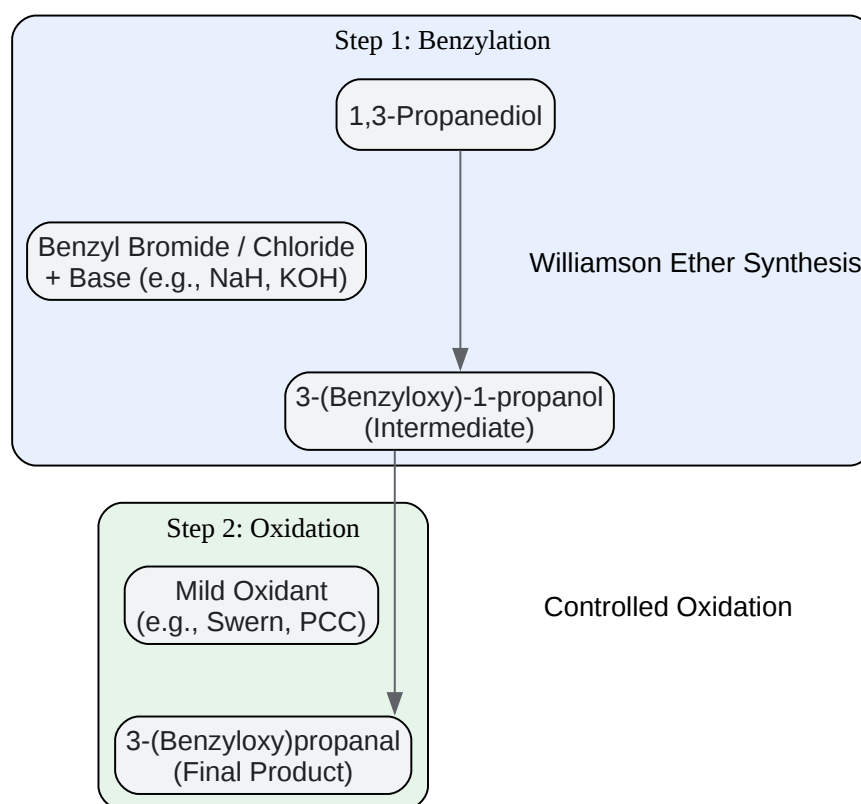 Step 1: Benzylation
1,3-Propanediol
Benzyl Bromide / Chloride
+ Base (e.g., NaH, KOH)
Williamson Ether Synthesis
3-(Benzyloxy)-1-propanol
(Intermediate)
Step 2: Oxidation
Mild Oxidant
(e.g., Swern, PCC)
Controlled Oxidation
3-(Benzyloxy)propanal
(Final Product)